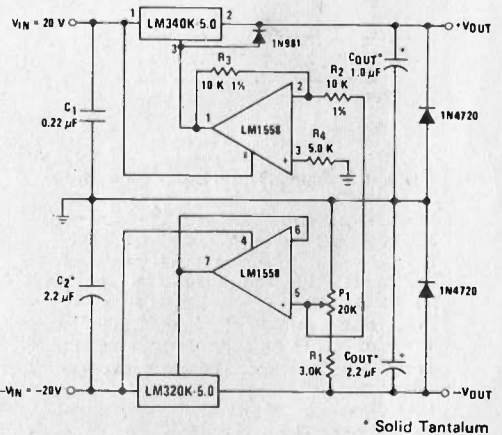 VIN = 20 V
1
LM340K-5.0
2
+VOUT
3
1N981
COUT*
1.0 µF
+
R3
10 K 1%
2
R2
10 K
1%
1
LM1558
R4
5.0 K
3
+
8
C1
0.22 µF
1N4720
4
6
7
LM1558
5
+
P1
20K
C2*
2.2 µF
+
R1
3.0K
COUT*
2.2 µF
+
1N4720
-VIN = -20V
LM320K-5.0
-VOUT
* Solid Tantalum